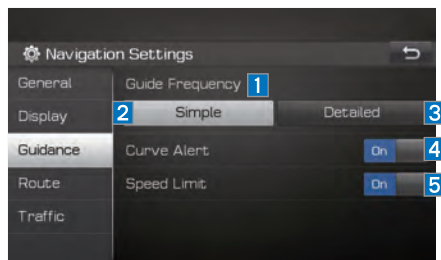 Navigation Settings
General
Guide Frequency 1
Display
2 Simple
Detailed 3
Guidance
Curve Alert
On 4
Route
Speed Limit
On 5
Traffic